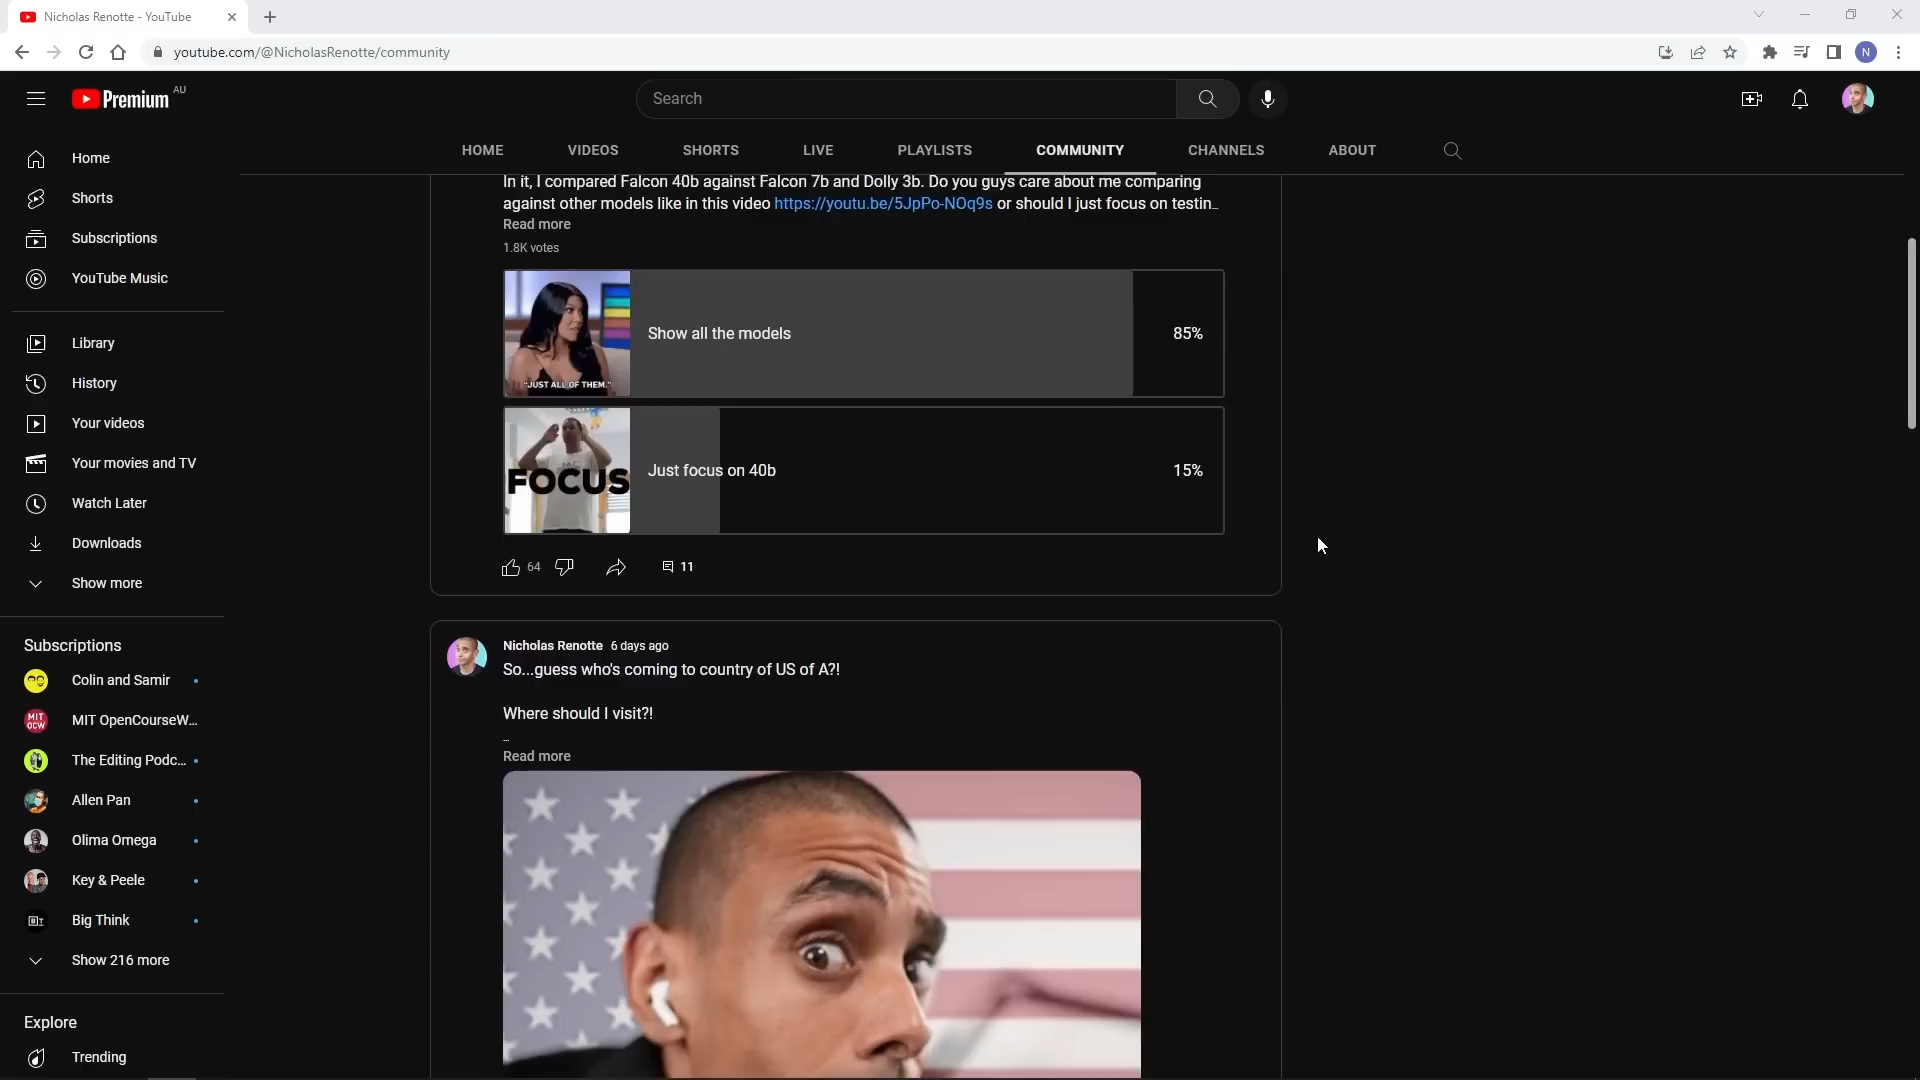 Nicholas Renotte - YouTube
youtube.com/@NicholasRenotte/community
N
Premium
AU
Search
HOME
VIDEOS
SHORTS
LIVE
PLAYLISTS
COMMUNITY
CHANNELS
ABOUT
Home
Shorts
Subscriptions
YouTube Music
Library
History
Your videos
Your movies and TV
Watch Later
Downloads
Show more
Subscriptions
Colin and Samir
MIT OCW
MIT OpenCourseW...
The Editing Podc...
Allen Pan
Olima Omega
Key & Peele
Big Think
Show 216 more
Explore
Trending
In it, I compared Falcon 40b against Falcon 7b and Dolly 3b. Do you guys care about me comparing
against other models like in this video https://youtu.be/5JpPo-NOq9s or should I just focus on testin...
Read more
1.8K votes
"JUST ALL OF THEM."
Show all the models
85%
FOCUS
Just focus on 40b
15%
64
11
Nicholas Renotte 6 days ago
So...guess who's coming to country of US of A?!
Where should I visit?!
...
Read more